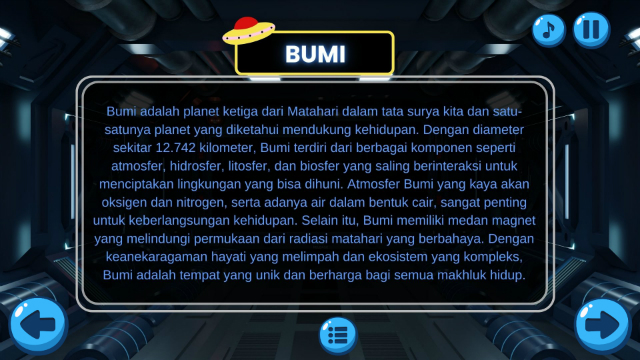 BUMI
Bumi adalah planet ketiga dari Matahari dalam tata surya kita dan satu-
satunya planet yang diketahui mendukung kehidupan. Dengan diameter
sekitar 12.742 kilometer, Bumi terdiri dari berbagai komponen seperti
atmosfer, hidrosfer, litosfer, dan biosfer yang saling berinteraksi untuk
menciptakan lingkungan yang bisa dihuni. Atmosfer Bumi yang kaya akan
oksigen dan nitrogen, serta adanya air dalam bentuk cair, sangat penting
untuk keberlangsungan kehidupan. Selain itu, Bumi memiliki medan magnet
yang melindungi permukaan dari radiasi matahari yang berbahaya. Dengan
keanekaragaman hayati yang melimpah dan ekosistem yang kompleks,
Bumi adalah tempat yang unik dan berharga bagi semua makhluk hidup.